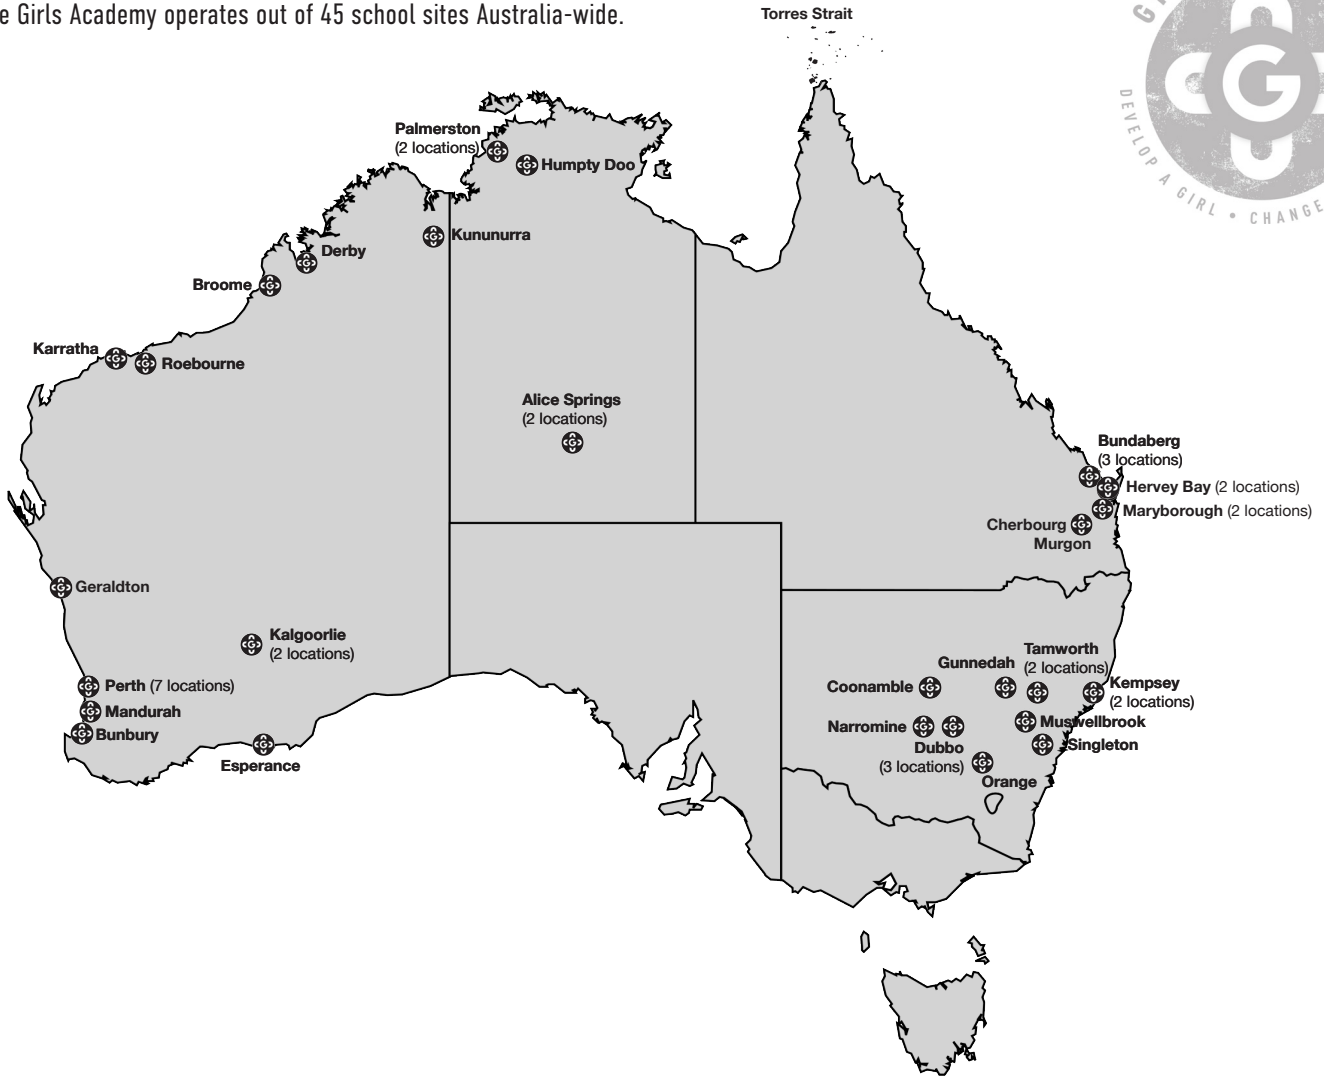 e Girls Academy operates out of 45 school sites Australia-wide.
Torres Strait
G
DEVELOP A GIRL • CHANGE
Palmerston
(2 locations)
Humpty Doo
Kununurra
Derby
Broome
Karratha
Roebourne
Alice Springs
(2 locations)
Bundaberg
(3 locations)
Hervey Bay (2 locations)
Maryborough (2 locations)
Cherbourg
Murgon
Geraldton
Kalgoorlie
(2 locations)
Perth (7 locations)
Mandurah
Bunbury
Esperance
Tamworth
(2 locations)
Gunnedah
Coonamble
Kempsey
(2 locations)
Narromine
Muswellbrook
Dubbo
(3 locations)
Singleton
Orange